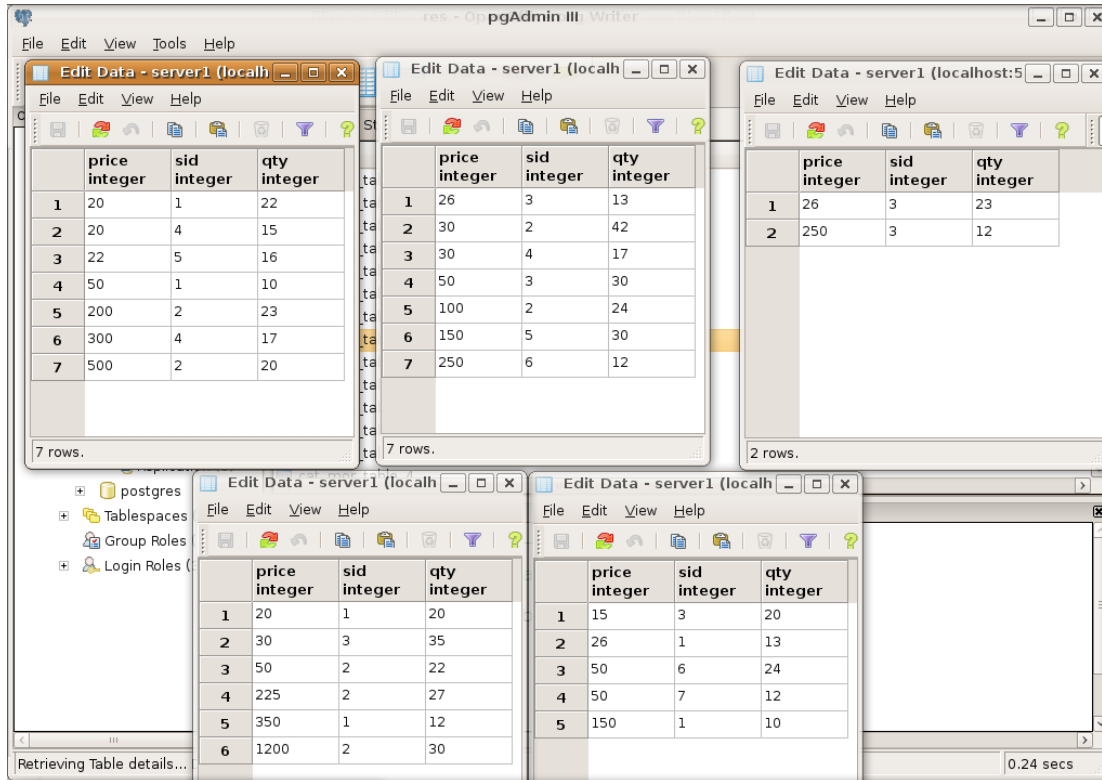 res - Op Writer
pgAdmin III
File Edit View Tools Help
Edit Data - server1 (localh
File Edit View Help
price integer sid integer qty integer
1 20 1 22
2 20 4 15
3 22 5 16
4 50 1 10
5 200 2 23
6 300 4 17
7 500 2 20
7 rows.
Edit Data - server1 (localh
File Edit View Help
price integer sid integer qty integer
1 26 3 13
2 30 2 42
3 30 4 17
4 50 3 30
5 100 2 24
6 150 5 30
7 250 6 12
7 rows.
Edit Data - server1 (localhost:5
File Edit View Help
price integer sid integer qty integer
1 26 3 23
2 250 3 12
2 rows.
postgres
Tablespaces
Group Roles
Login Roles (
Edit Data - server1 (localh
File Edit View Help
price integer sid integer qty integer
1 20 1 20
2 30 3 35
3 50 2 22
4 225 2 27
5 350 1 12
6 1200 2 30
Edit Data - server1 (localh
File Edit View Help
price integer sid integer qty integer
1 15 3 20
2 26 1 13
3 50 6 24
4 50 7 12
5 150 1 10
Retrieving Table details...
0.24 secs